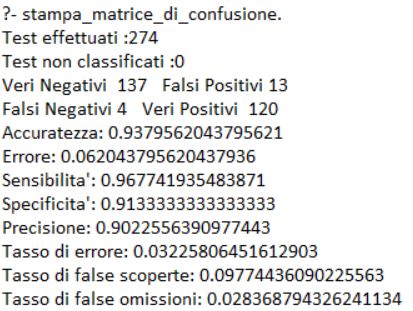 ?- stampa_matrice_di_confusione.
Test effettuati :274
Test non classificati :0
Veri Negativi 137 Falsi Positivi 13
Falsi Negativi 4 Veri Positivi 120
Accuratezza: 0.9379562043795621
Errore: 0.062043795620437936
Sensibilita': 0.967741935483871
Specificita': 0.9133333333333333
Precisione: 0.9022556390977443
Tasso di errore: 0.03225806451612903
Tasso di false scoperte: 0.09774436090225563
Tasso di false omissioni: 0.028368794326241134